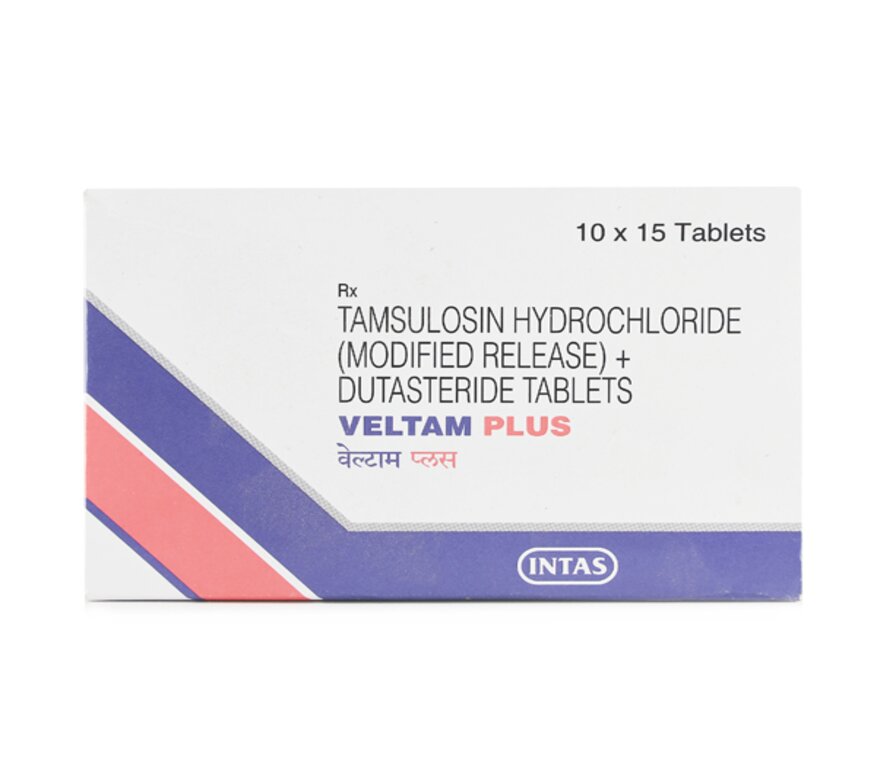 10 x 15 Tablets
Rx
TAMSULOSIN HYDROCHLORIDE
(MODIFIED RELEASE) +
DUTASTERIDE TABLETS
VELTAM PLUS
वेल्टाम प्लस
INTAS